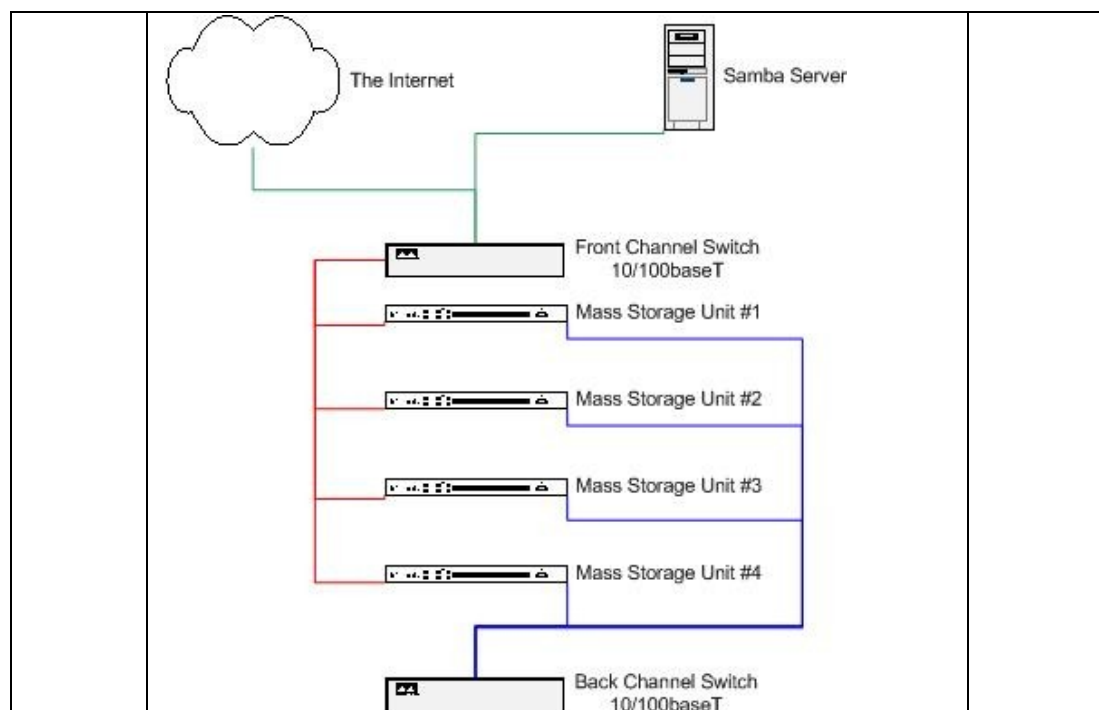 The Internet
Samba Server
Front Channel Switch
10/100baseT
Mass Storage Unit #1
Mass Storage Unit #2
Mass Storage Unit #3
Mass Storage Unit #4
Back Channel Switch
10/100baseT